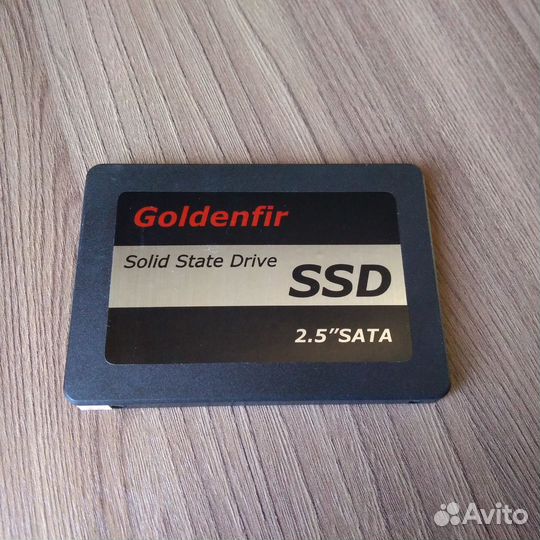 Goldenfir
Solid State Drive
SSD
2.5”SATA
Avito